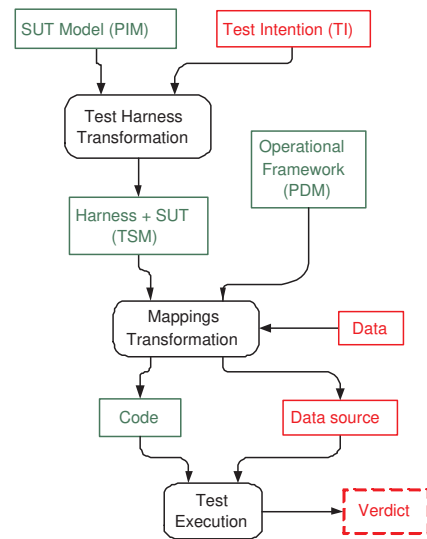 SUT Model (PIM)
Test Intention (TI)
Test Harness
Transformation
Operational
Framework
(PDM)
Harness + SUT
(TSM)
Mappings
Transformation
Data
Code
Data source
Test
Execution
Verdict